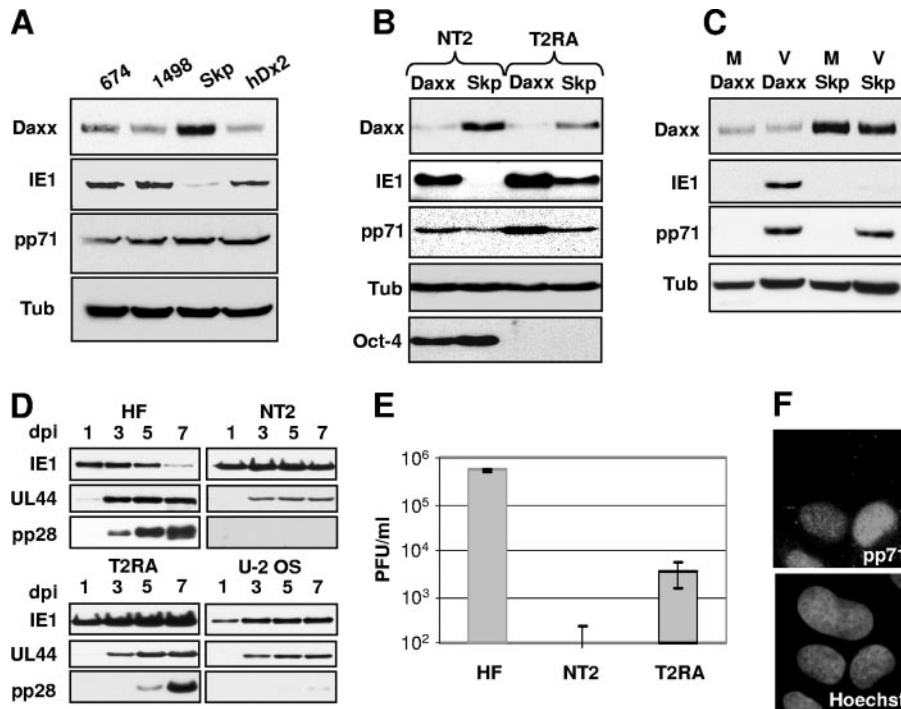 A
674 1498 Skp hDx2
Daxx
IE1
pp71
Tub
B
NT2 T2RA
Daxx Skp Daxx Skp
Daxx
IE1
pp71
Tub
Oct-4
C
M V M V
Daxx Daxx Skp Skp
Daxx
IE1
pp71
Tub
D
HF NT2
dpi 1 3 5 7 1 3 5 7
IE1
UL44
pp28
T2RA U-2 OS
dpi 1 3 5 7 1 3 5 7
IE1
UL44
pp28
E
PFU/ml
10⁶
10⁵
10⁴
10³
10²
HF NT2 T2RA
F
pp71
Hoechst